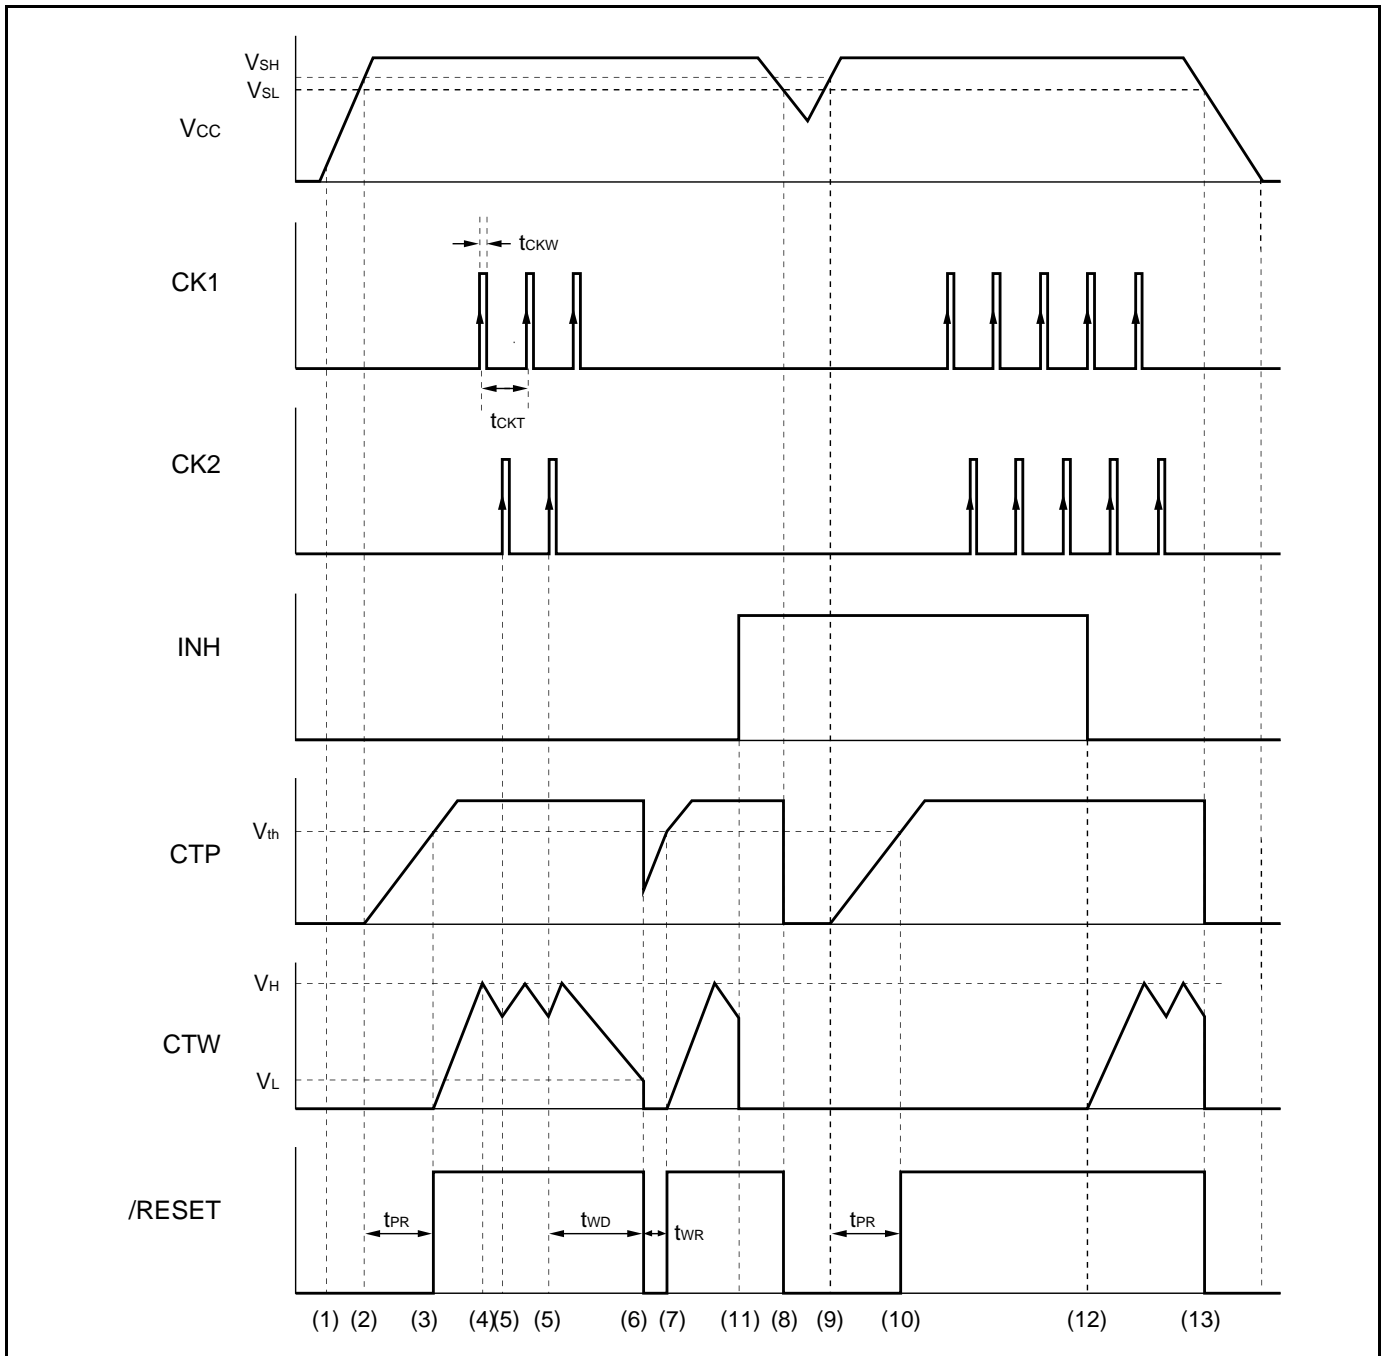 VSH
VSL
VCC
tCKW
CK1
tCKT
CK2
INH
Vth
CTP
VH
CTW
VL
/RESET
tPR
tWD
tWR
tPR
(1) (2) (3) (4) (5) (5) (6) (7) (11) (8) (9) (10) (12) (13)